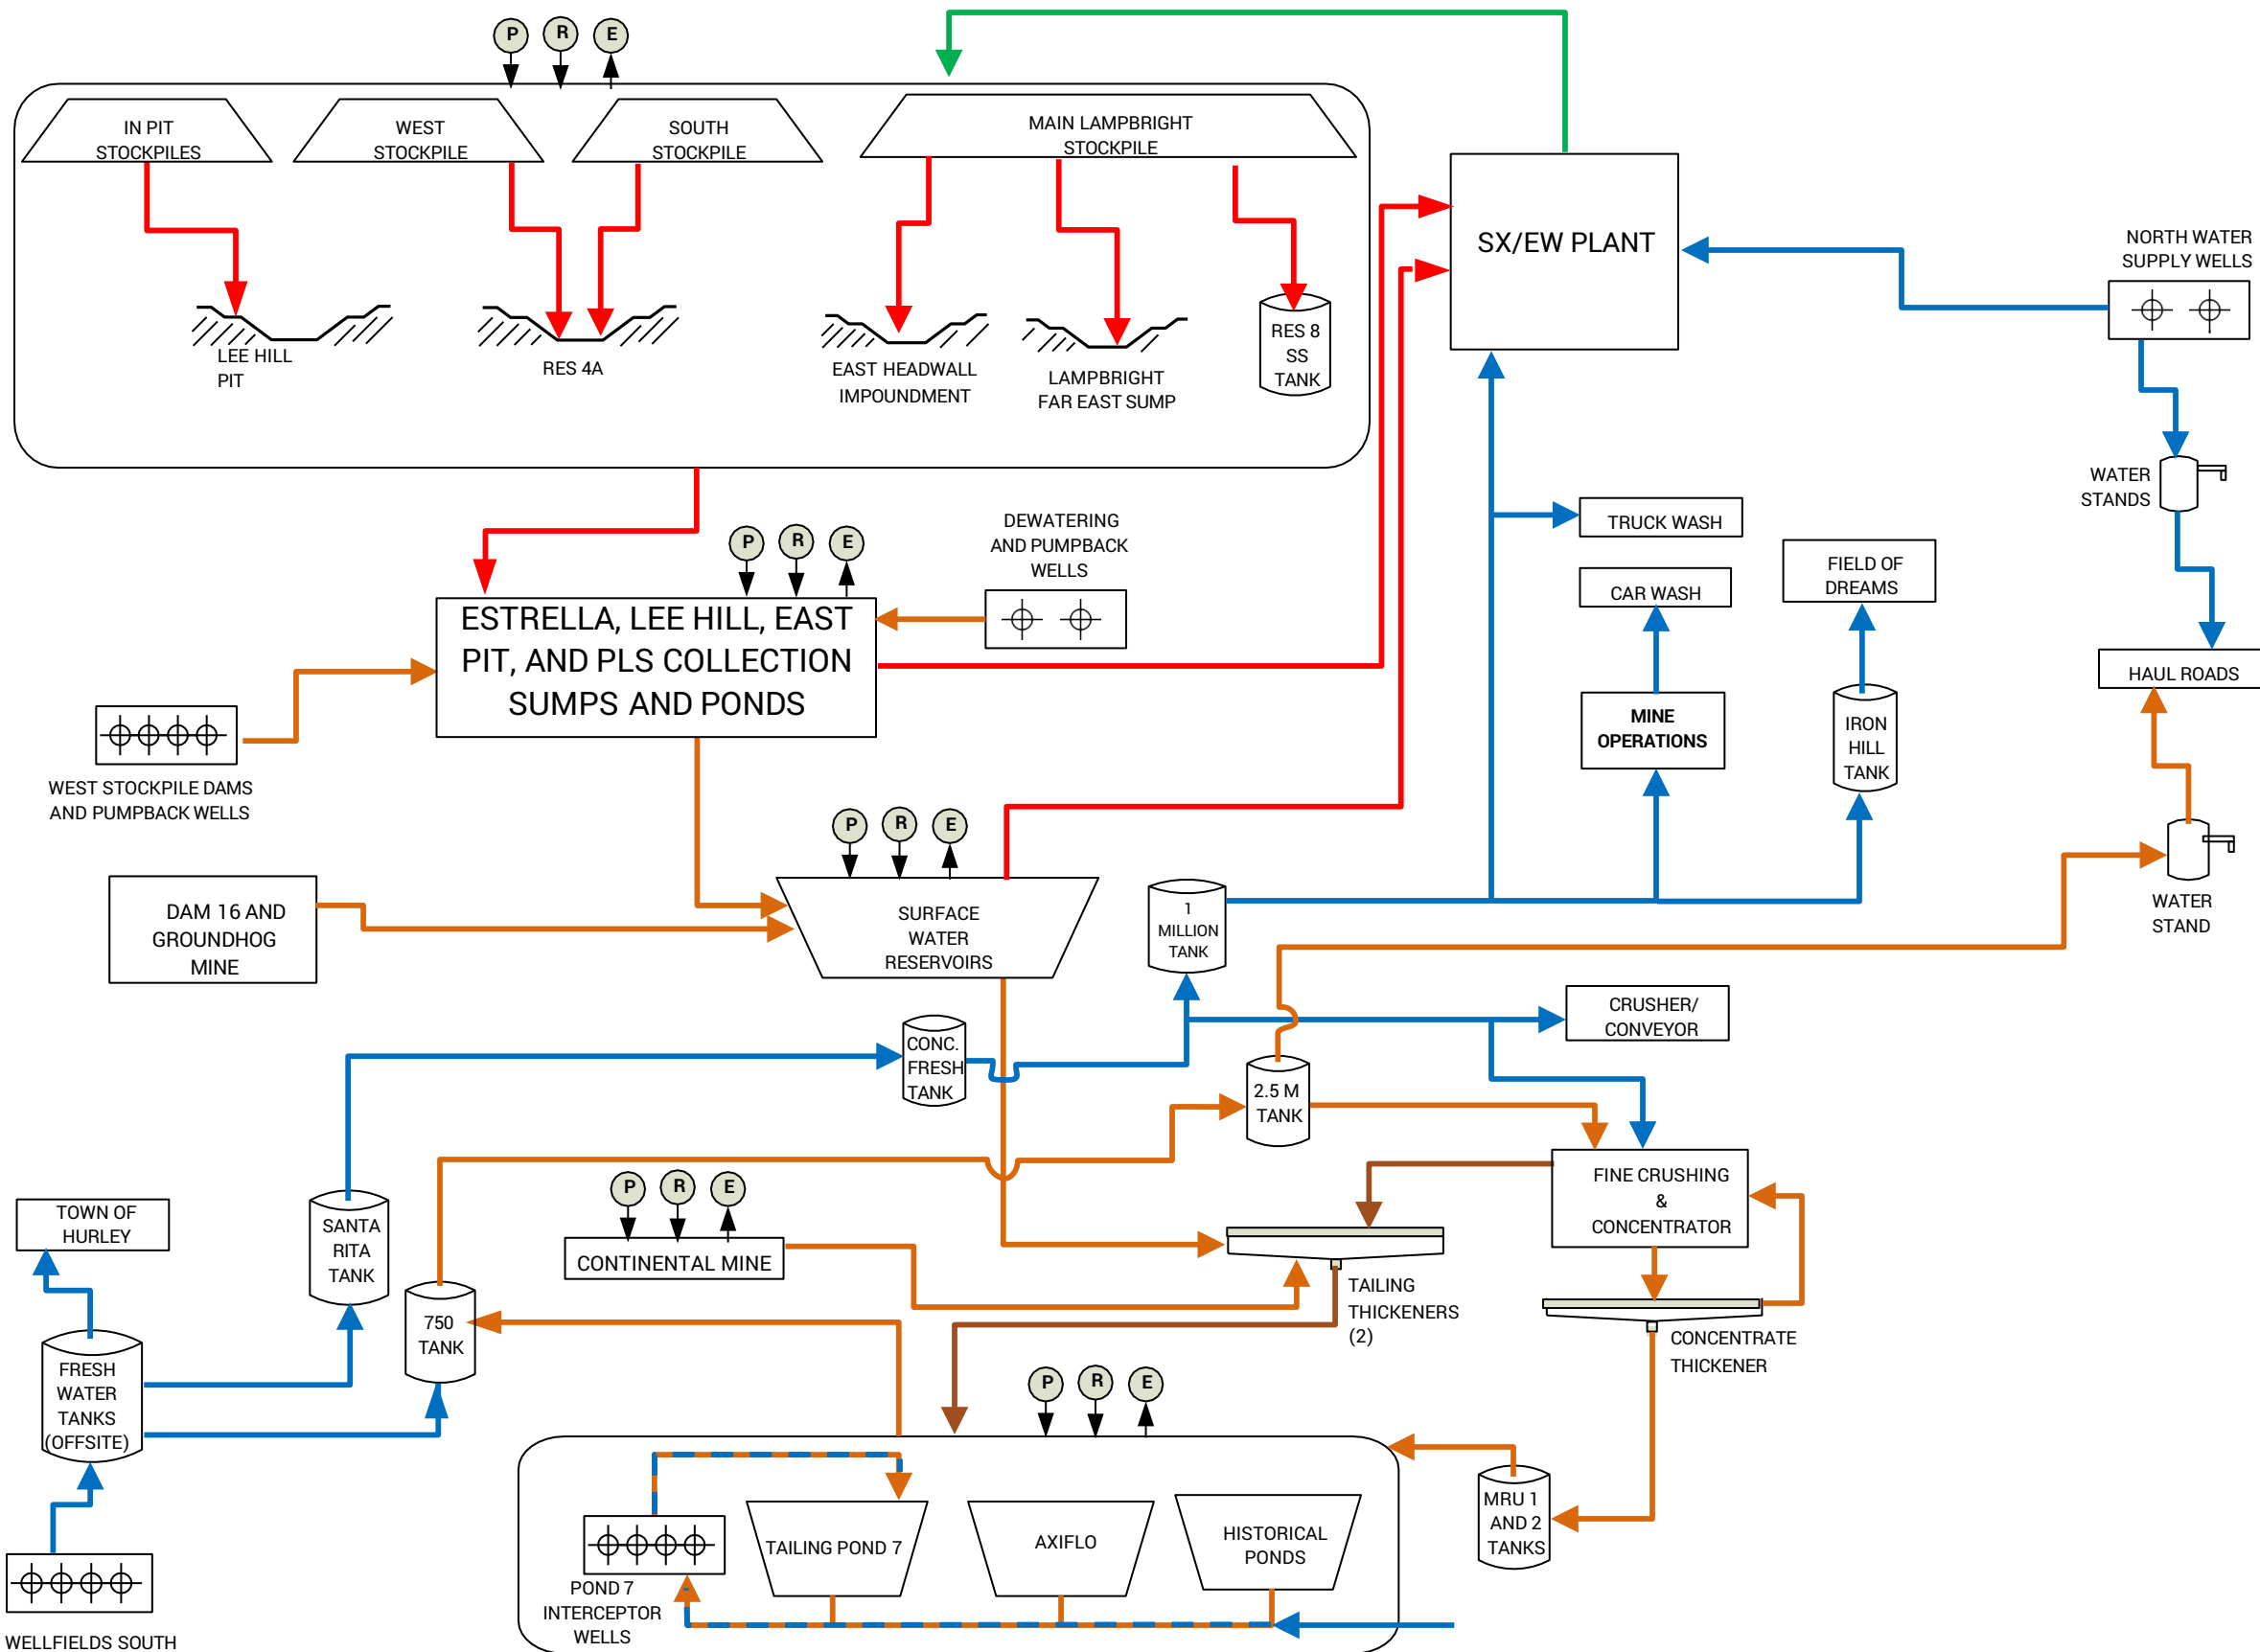 P
R
E
IN PIT
STOCKPILES
WEST
STOCKPILE
SOUTH
STOCKPILE
MAIN LAMPBRIGHT
STOCKPILE
SX/EW PLANT
NORTH WATER
SUPPLY WELLS
LEE HILL
PIT
RES 4A
EAST HEADWALL
IMPOUNDMENT
LAMPBRIGHT
FAR EAST SUMP
RES 8
SS
TANK
WATER
STANDS
P
R
E
DEWATERING
AND PUMPBACK
WELLS
TRUCK WASH
CAR WASH
FIELD OF
DREAMS
ESTRELLA, LEE HILL, EAST
PIT, AND PLS COLLECTION
SUMPS AND PONDS
HAUL ROADS
MINE
OPERATIONS
IRON
HILL
TANK
WEST STOCKPILE DAMS
AND PUMPBACK WELLS
P
R
E
DAM 16 AND
GROUNDHOG
MINE
SURFACE
WATER
RESERVOIRS
1
MILLION
TANK
WATER
STAND
CRUSHER/
CONVEYOR
CONC.
FRESH
TANK
2.5 M
TANK
P
R
E
FINE CRUSHING
&
CONCENTRATOR
TOWN OF
HURLEY
SANTA
RITA
TANK
CONTINENTAL MINE
TAILING
THICKENERS
(2)
750
TANK
CONCENTRATE
THICKENER
FRESH
WATER
TANKS
(OFFSITE)
P
R
E
MRU 1
AND 2
TANKS
TAILING POND 7
AXIFLO
HISTORICAL
PONDS
POND 7
INTERCEPTOR
WELLS
WELLFIELDS SOUTH